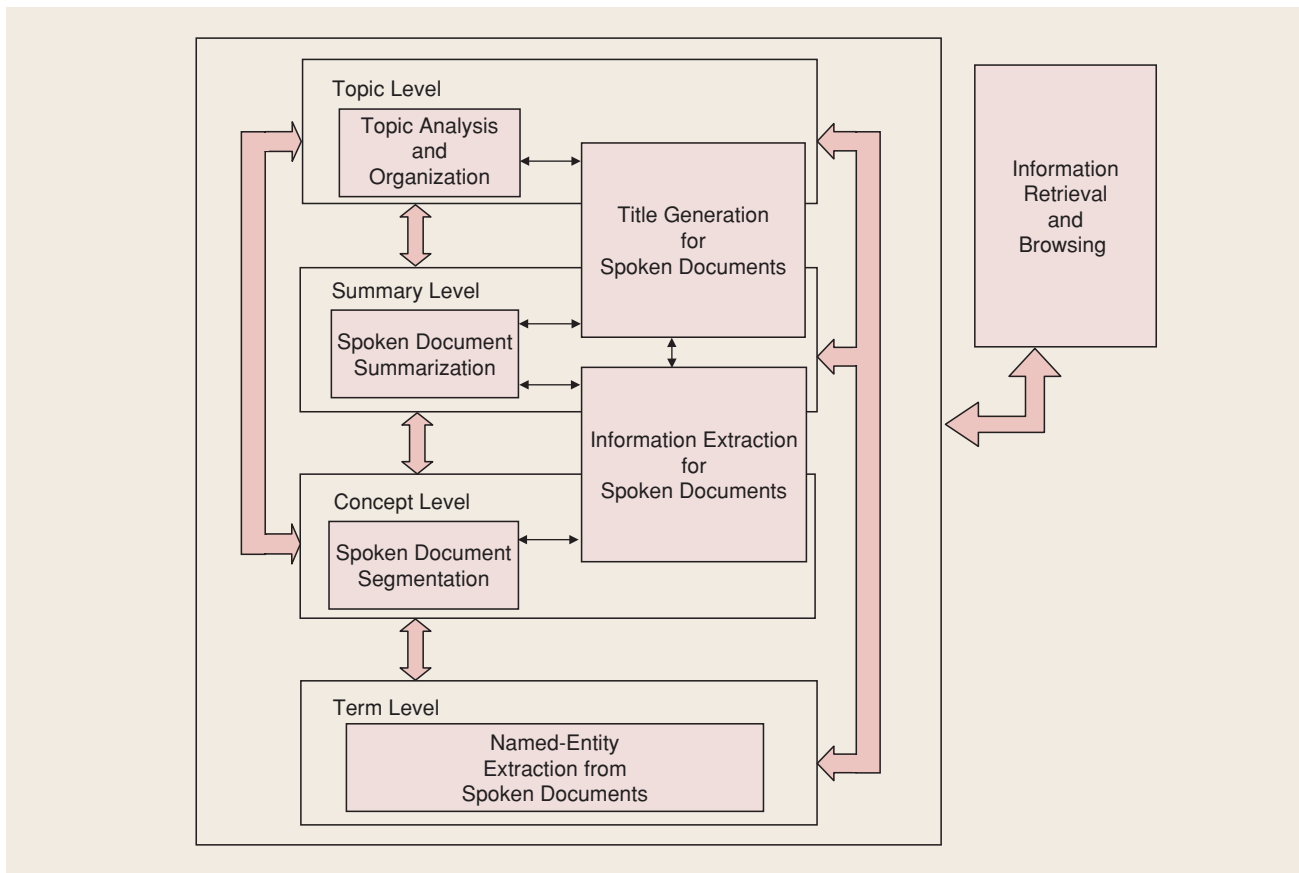 Topic Level
Topic Analysis
and
Organization
Title Generation
for
Spoken Documents
Summary Level
Spoken Document
Summarization
Information Extraction
for
Spoken Documents
Concept Level
Spoken Document
Segmentation
Term Level
Named-Entity
Extraction from
Spoken Documents
Information
Retrieval
and
Browsing